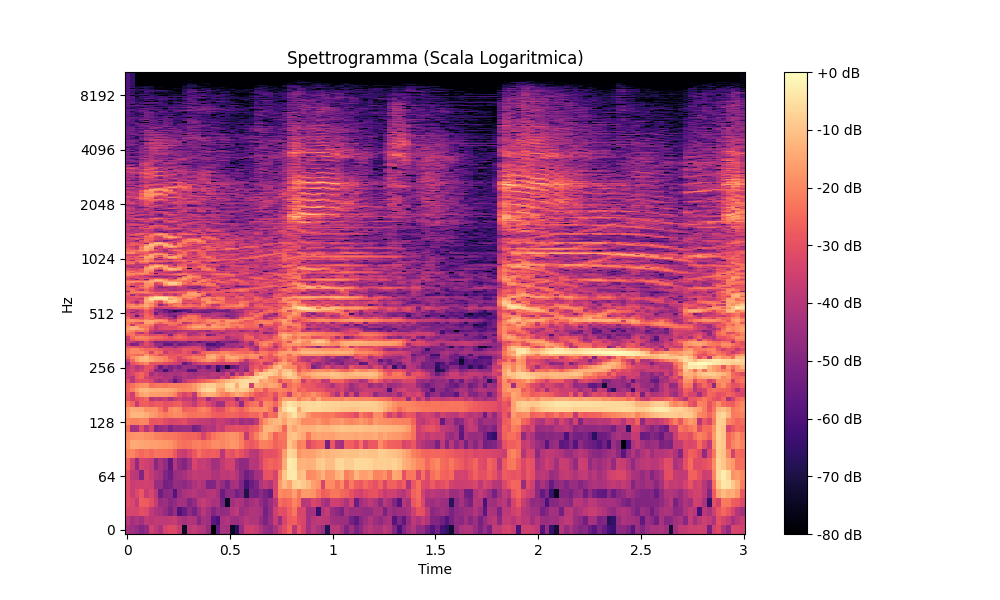 Spettrogramma (Scala Logaritmica)
Hz
8192
4096
2048
1024
512
256
128
64
0
0 0.5 1 1.5 2 2.5 3
Time
+0 dB
-10 dB
-20 dB
-30 dB
-40 dB
-50 dB
-60 dB
-70 dB
-80 dB